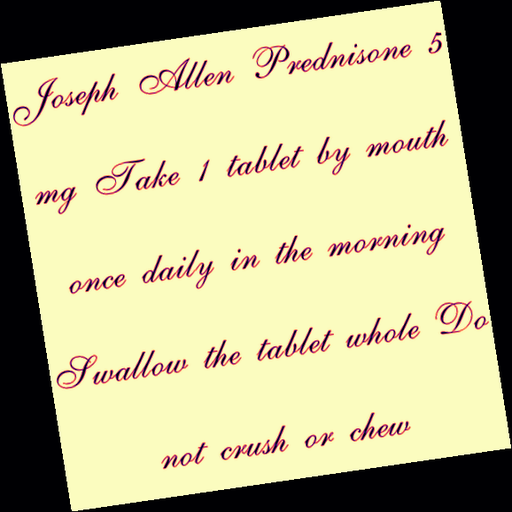 Joseph Allen Prednisone 5
mg Take 1 tablet by mouth
once daily in the morning
Swallow the tablet whole Do
not crush or chew